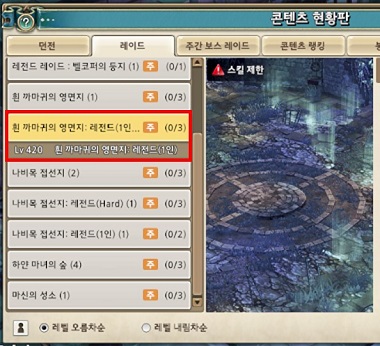 콘텐츠 현황판
던전
레이드
주간 보스 레이드
콘텐츠 랭킹
레전드 레이드 : 벨코퍼의 둥지 (1) 주 (0/1)
흰 까마귀의 영면지 (1) 주 (0/3)
흰 까마귀의 영면지: 레전드(1인... 주 (0/3)
Lv.420 흰 까마귀의 영면지: 레전드(1인)
나비목 접선지 (2) 주 (0/3)
나비목 접선지: 레전드(Hard) (1) 주 (0/3)
나비목 접선지: 레전드(1인) (1) 주 (0/2)
하얀 마녀의 숲 (4) 주 (0/3)
마신의 성소 (1) 주 (0/3)
스킬 제한
레벨 오름차순
레벨 내림차순